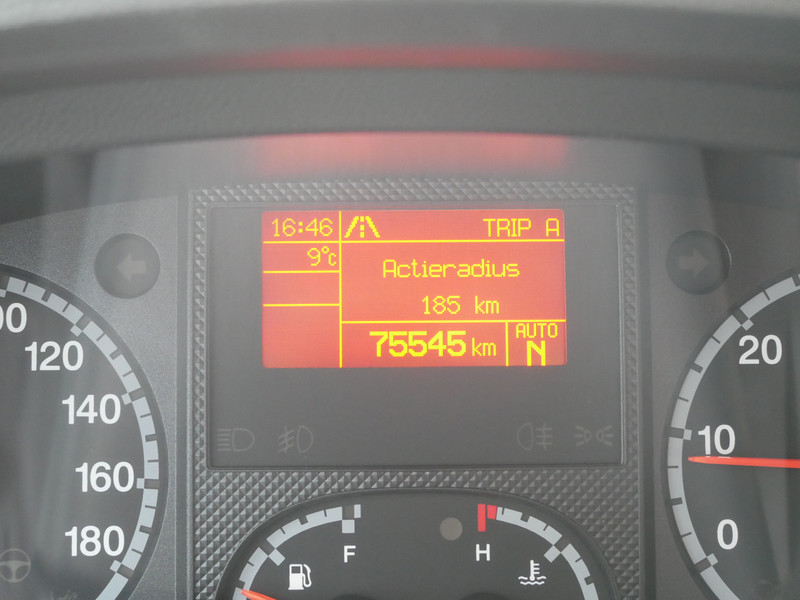 16:46 TRIP A
9°C
Actieradius
185 km
75545 km
AUTO
N
120
140
160
180
20
10
0
F
H